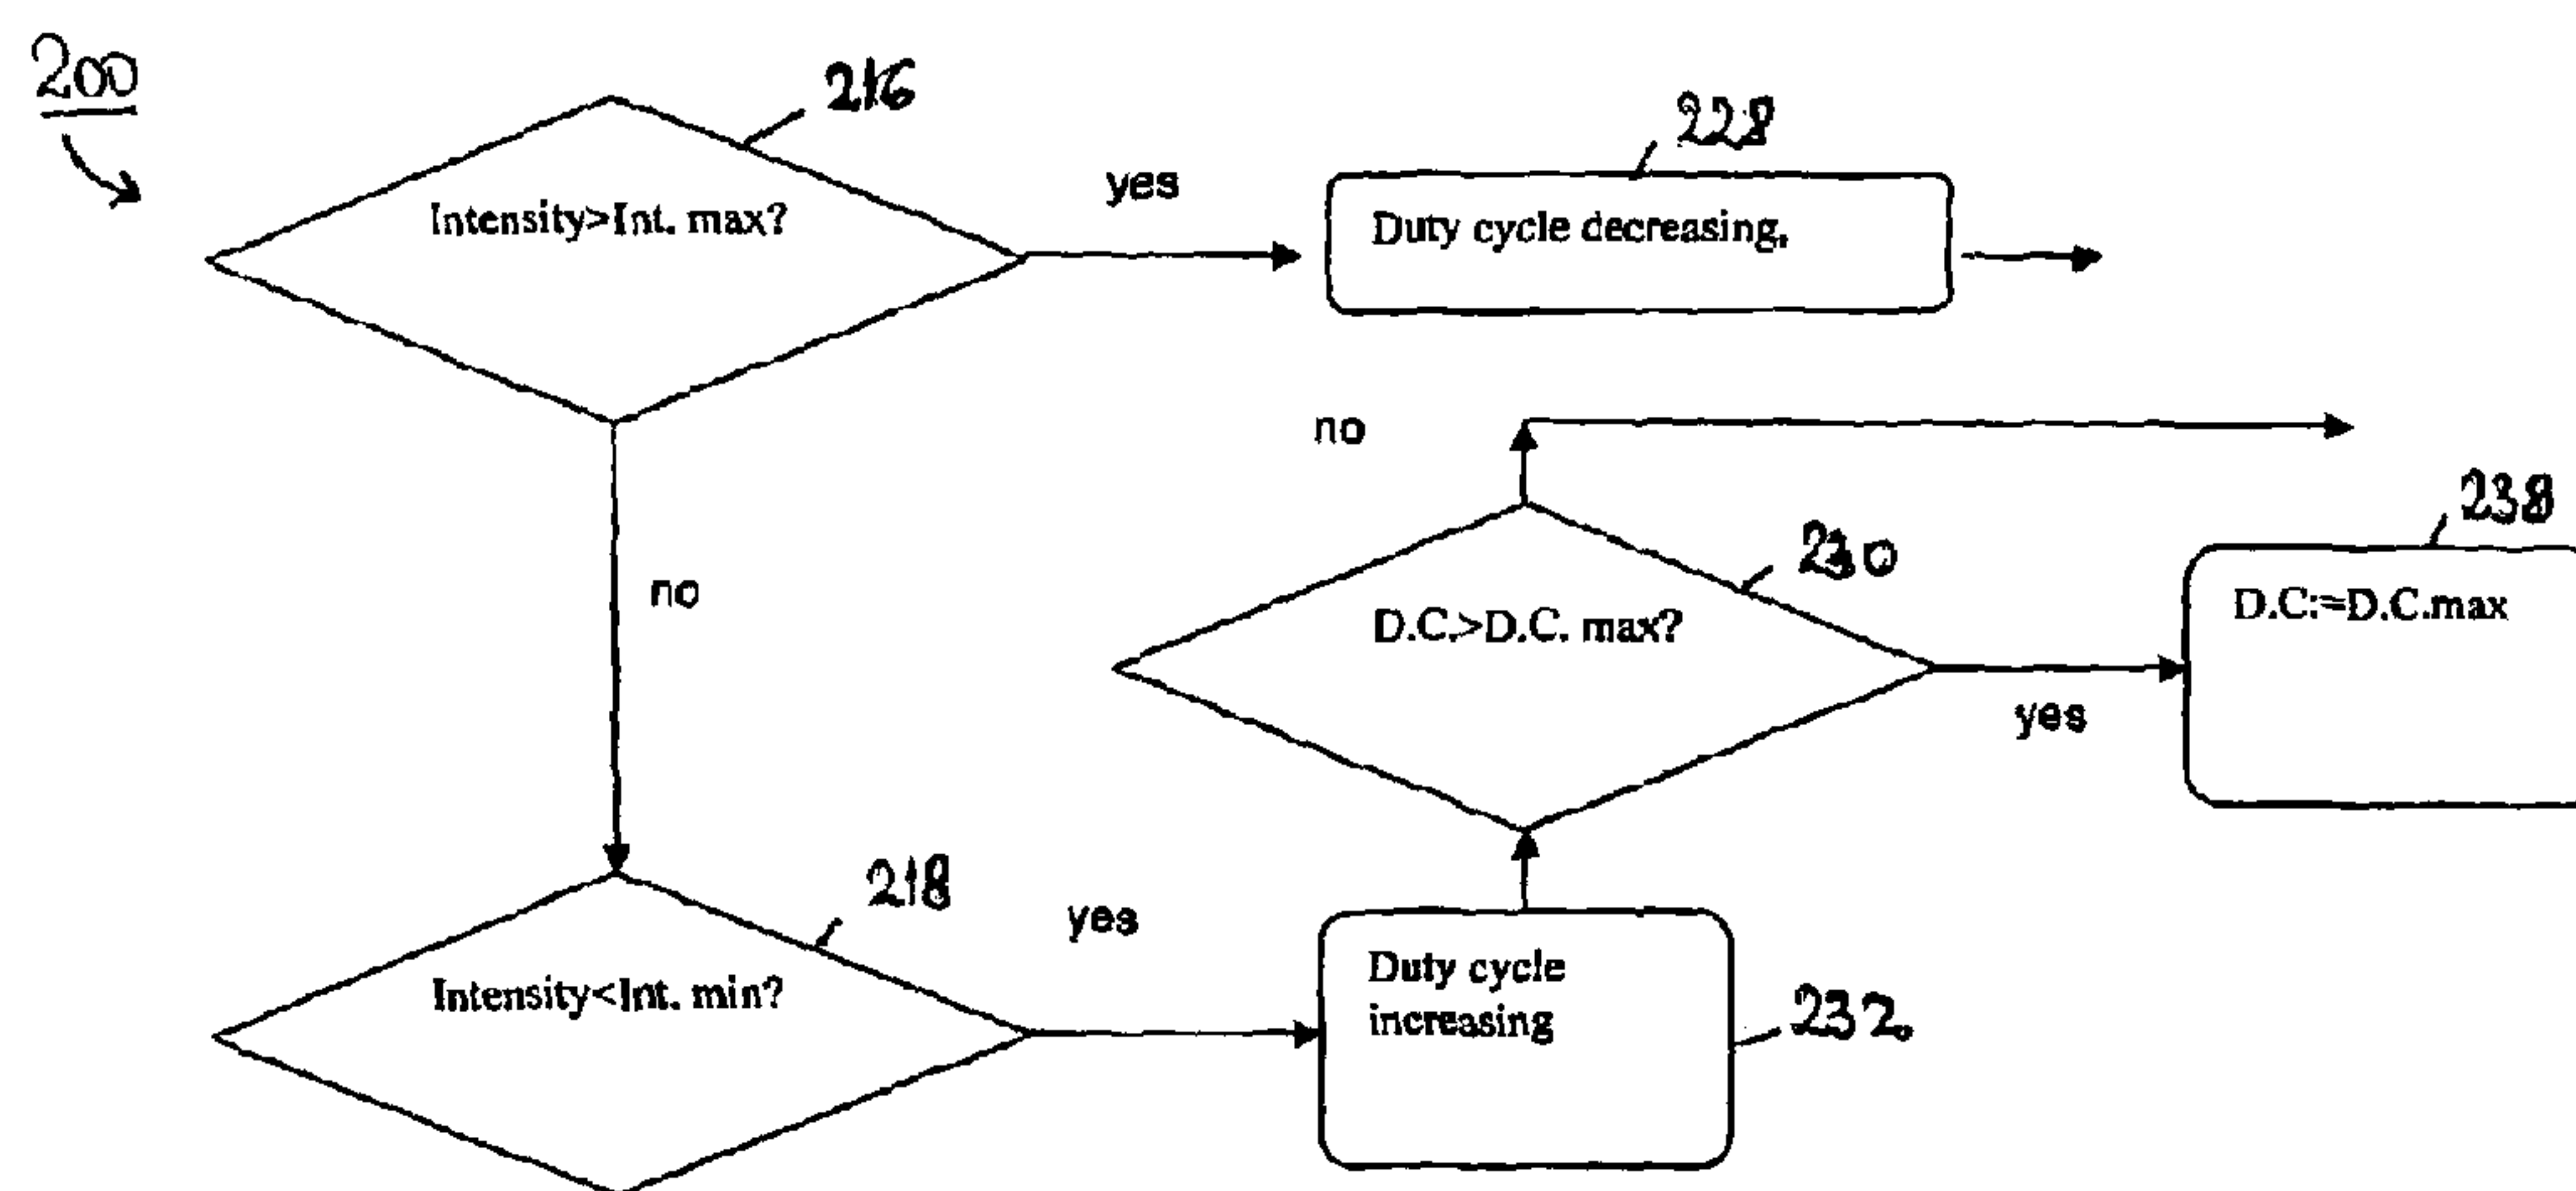 200
216
Intensity>Int. max?
yes
228
Duty cycle decreasing.
no
no
230
D.C.>D.C. max?
yes
238
D.C:=D.C.max
218
Intensity<Int. min?
yes
Duty cycle
increasing
232